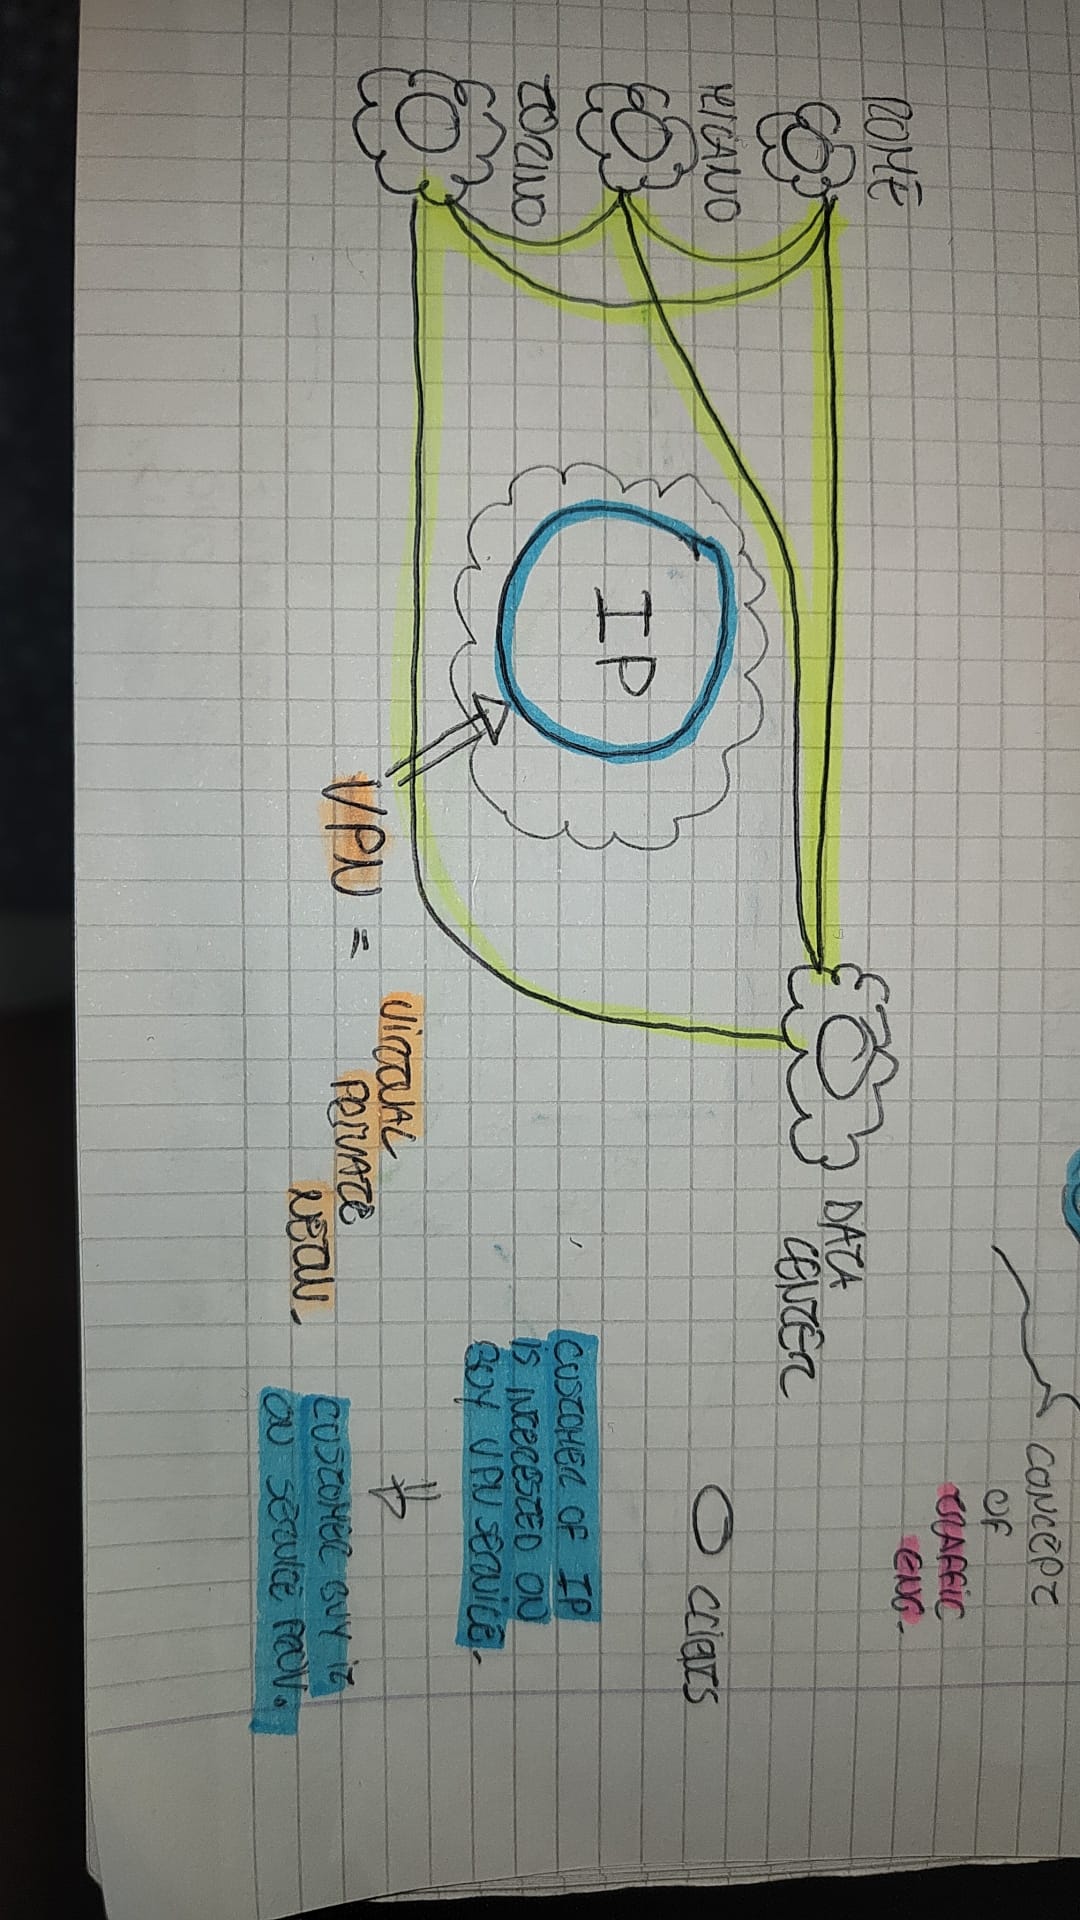 CONCEPT
OF
TRAFFIC
ENG.
ROME
DATA
CENTER
MILANO
CLIENTS
IP
CUSTOMER OF IP
IS INTERESTED ON
BUY VPN SERVICE.
TORINO
VPN = VIRTUAL
PRIVATE
NETW.
CUSTOMER BUY IT
ON SERVICE PROV.